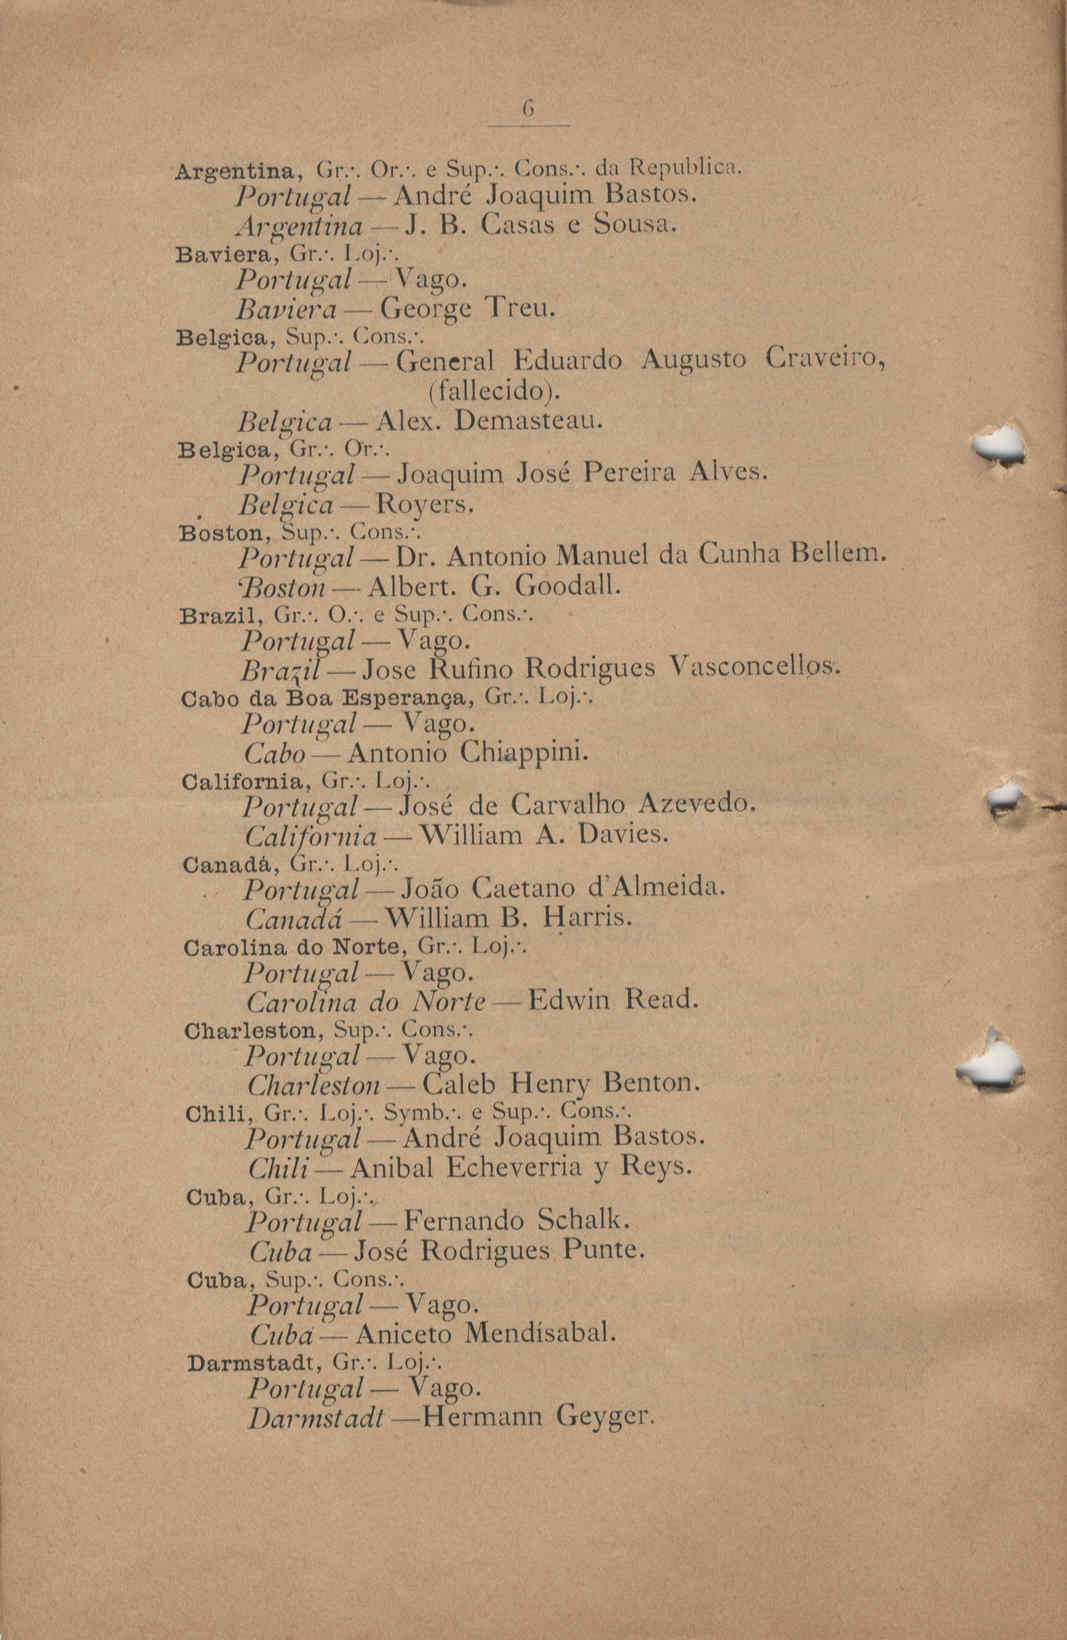 6
Argentina, Gr.·. Or.·. e Sup.·. Cons.·. da Republica.
Portugal — André Joaquim Bastos.
Argentina — J. B. Casas e Sousa.
Baviera, Gr.·. Loj.·.
Portugal — Vago.
Baviera — George Treu.
Belgica, Sup.·. Cons.·.
Portugal — General Eduardo Augusto Craveiro,
(fallecido).
Belgica — Alex. Demasteau.
Belgica, Gr.·. Or.·.
Portugal — Joaquim José Pereira Alves.
Belgica — Royers.
Boston, Sup.·. Cons.·.
Portugal — Dr. Antonio Manuel da Cunha Bellem.
Boston — Albert. G. Goodall.
Brazil, Gr.·. O.·. e Sup.·. Cons.·.
Portugal — Vago.
Brazil — Jose Rufino Rodrigues Vasconcellos.
Cabo da Boa Esperança, Gr.·. Loj.·.
Portugal — Vago.
Cabo — Antonio Chiappini.
California, Gr.·. Loj.·.
Portugal — José de Carvalho Azevedo.
California — William A. Davies.
Canadá, Gr.·. Loj.·.
Portugal — João Caetano d'Almeida.
Canadá — William B. Harris.
Carolina do Norte, Gr.·. Loj.·.
Portugal — Vago.
Carolina do Norte — Edwin Read.
Charleston, Sup.·. Cons.·.
Portugal — Vago.
Charleston — Caleb Henry Benton.
Chili, Gr.·. Loj.·. Symb.·. e Sup.·. Cons.·.
Portugal — André Joaquim Bastos.
Chili — Anibal Echeverria y Reys.
Cuba, Gr.·. Loj.·.
Portugal — Fernando Schalk.
Cuba — José Rodrigues Punte.
Cuba, Sup.·. Cons.·.
Portugal — Vago.
Cuba — Aniceto Mendísabal.
Darmstadt, Gr.·. Loj.·.
Portugal — Vago.
Darmstadt — Hermann Geyger.